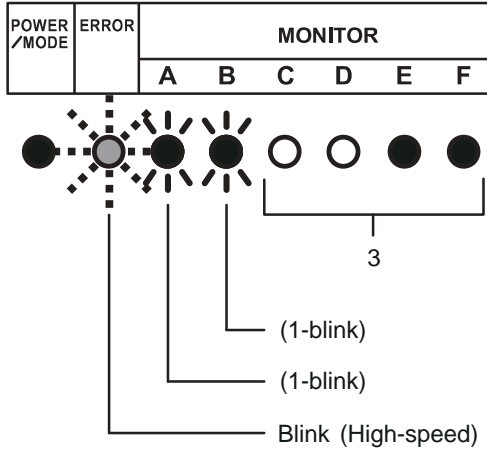 POWER
/MODE
ERROR
MONITOR
A B C D E F
3
(1-blink)
(1-blink)
Blink (High-speed)